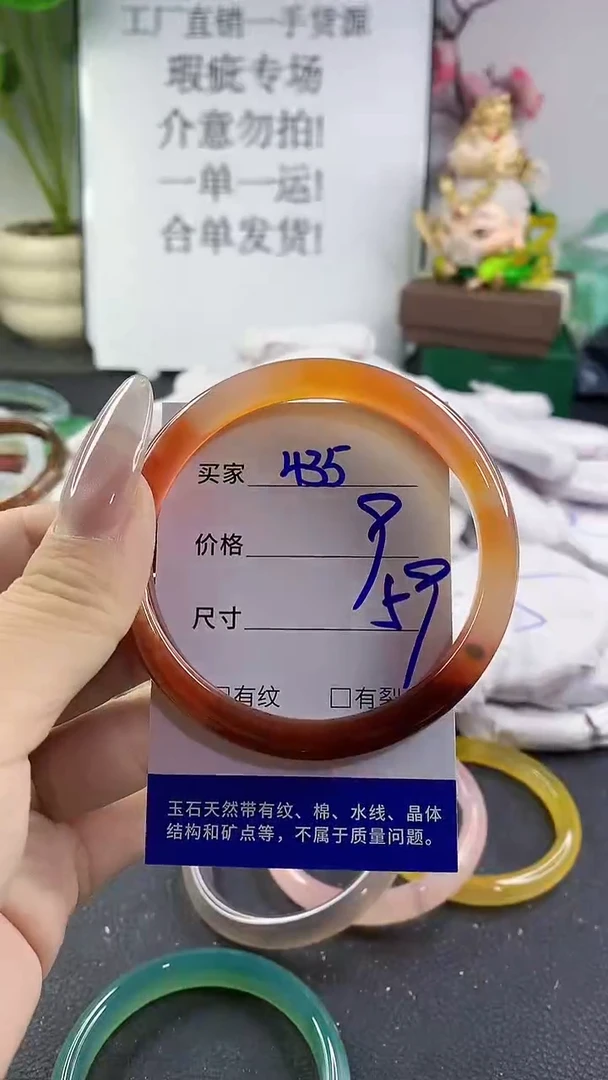 工厂直销一手货源
瑕疵专场
介意勿拍!
一单一运!
合单发货!
买家 435
价格 9
尺寸 59
□有纹 □有裂
玉石天然带有纹、棉、水线、晶体
结构和矿点等，不属于质量问题。